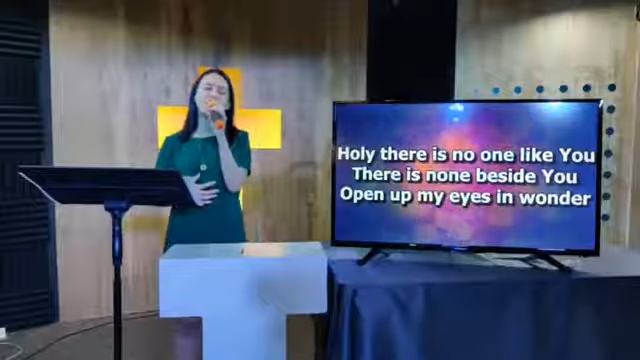 Holy there is no one like You
There is none beside You
Open up my eyes in wonder